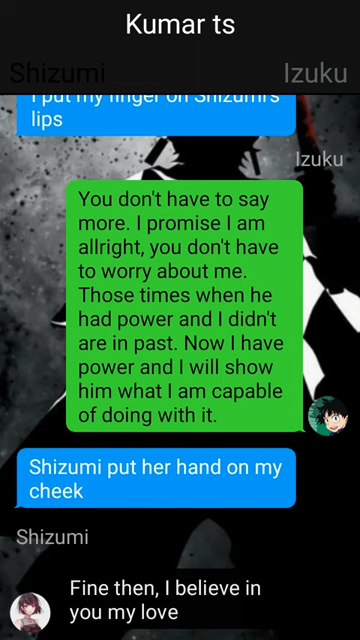 Kumar ts
Shizumi
Izuku
I put my finger on Shizumi's
lips
Izuku
You don't have to say
more. I promise I am
allright, you don't have
to worry about me.
Those times when he
had power and I didn't
are in past. Now I have
power and I will show
him what I am capable
of doing with it.
Shizumi put her hand on my
cheek
Shizumi
Fine then, I believe in
you my love